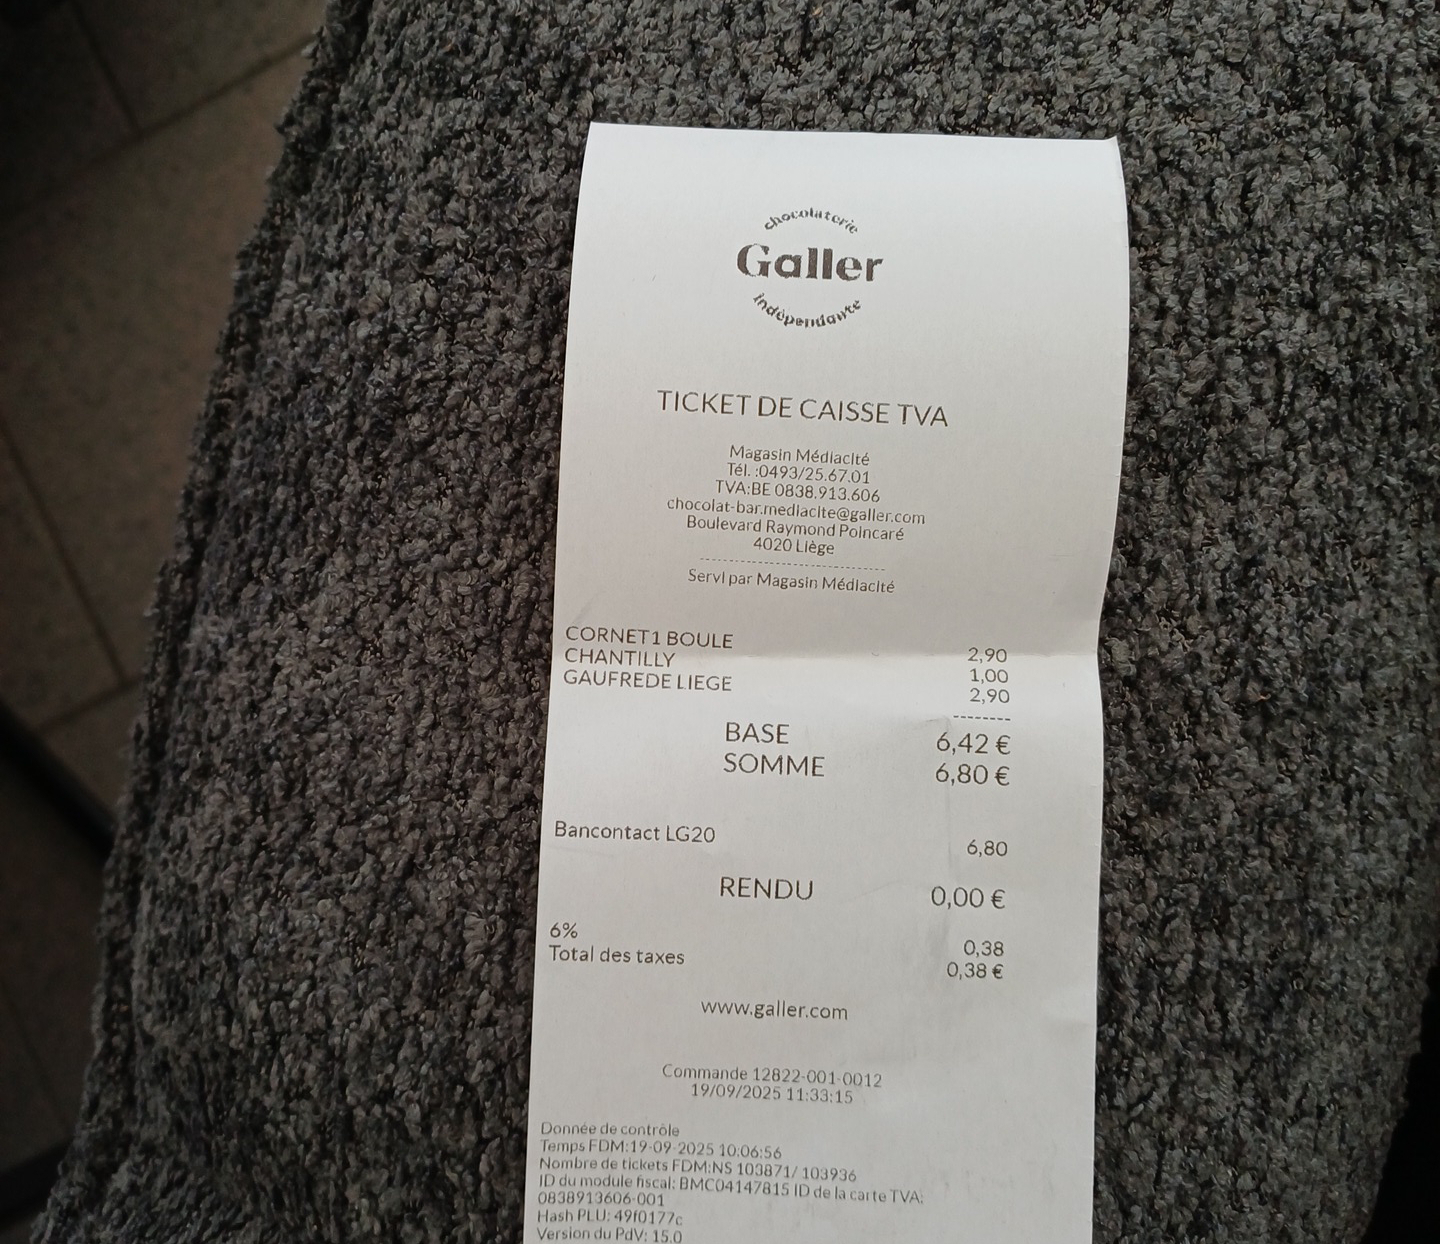 chocolaterie
Galler
indépendante
TICKET DE CAISSE TVA
Magasin Médiacité
Tél. :0493/25.67.01
TVA:BE 0838.913.606
chocolat-bar.mediacite@galler.com
Boulevard Raymond Poincaré
4020 Liège
Servi par Magasin Médiacité
CORNET1 BOULE 2,90
CHANTILLY 1,00
GAUFREDE LIEGE 2,90
BASE 6,42 €
SOMME 6,80 €
Bancontact LG20 6,80
RENDU 0,00 €
6% 0,38
Total des taxes 0,38 €
www.galler.com
Commande 12822-001-0012
19/09/2025 11:33:15
Donnée de contrôle
Temps FDM:19-09-2025 10:06:56
Nombre de tickets FDM:NS 103871/ 103936
ID du module fiscal: BMC04147815 ID de la carte TVA:
0838913606-001
Hash PLU: 49f0177c
Version du PdV: 15.0